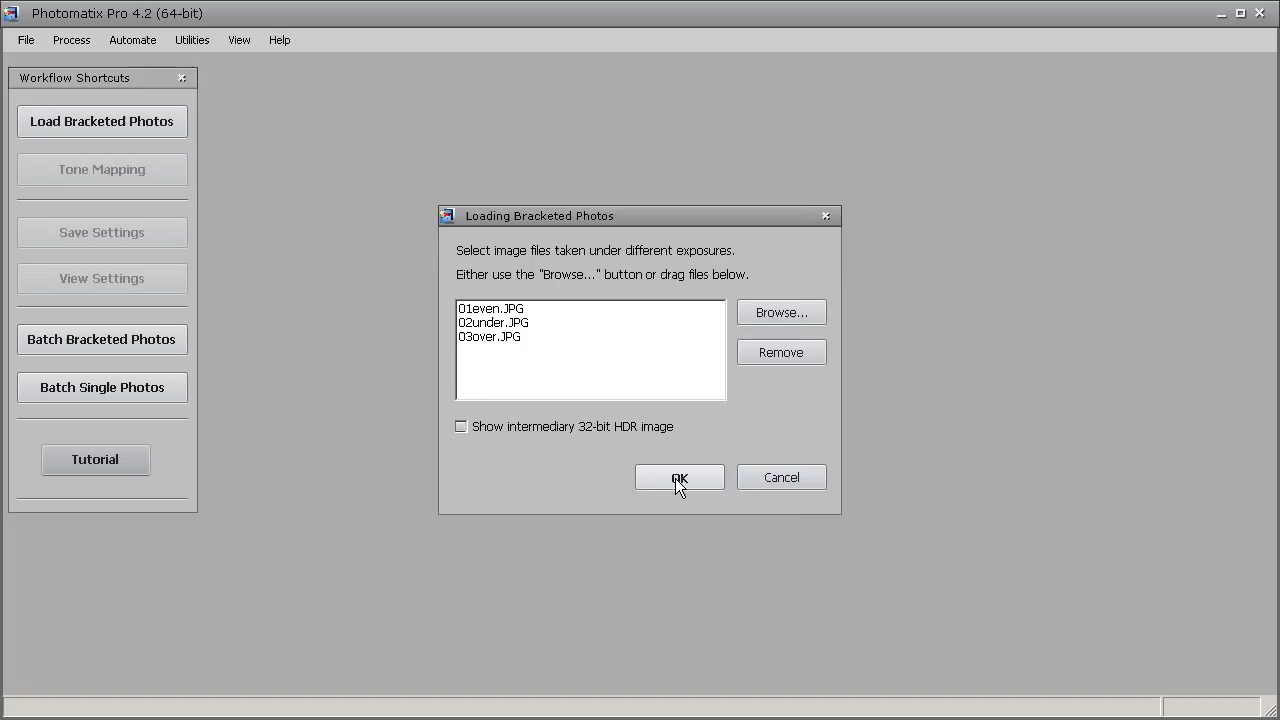 Photomatix Pro 4.2 (64-bit)
File Process Automate Utilities View Help
Workflow Shortcuts
Load Bracketed Photos
Tone Mapping
Save Settings
View Settings
Batch Bracketed Photos
Batch Single Photos
Tutorial
Loading Bracketed Photos
Select image files taken under different exposures.
Either use the "Browse..." button or drag files below.
01even.JPG
02under.JPG
03over.JPG
Browse...
Remove
Show intermediary 32-bit HDR image
OK
Cancel